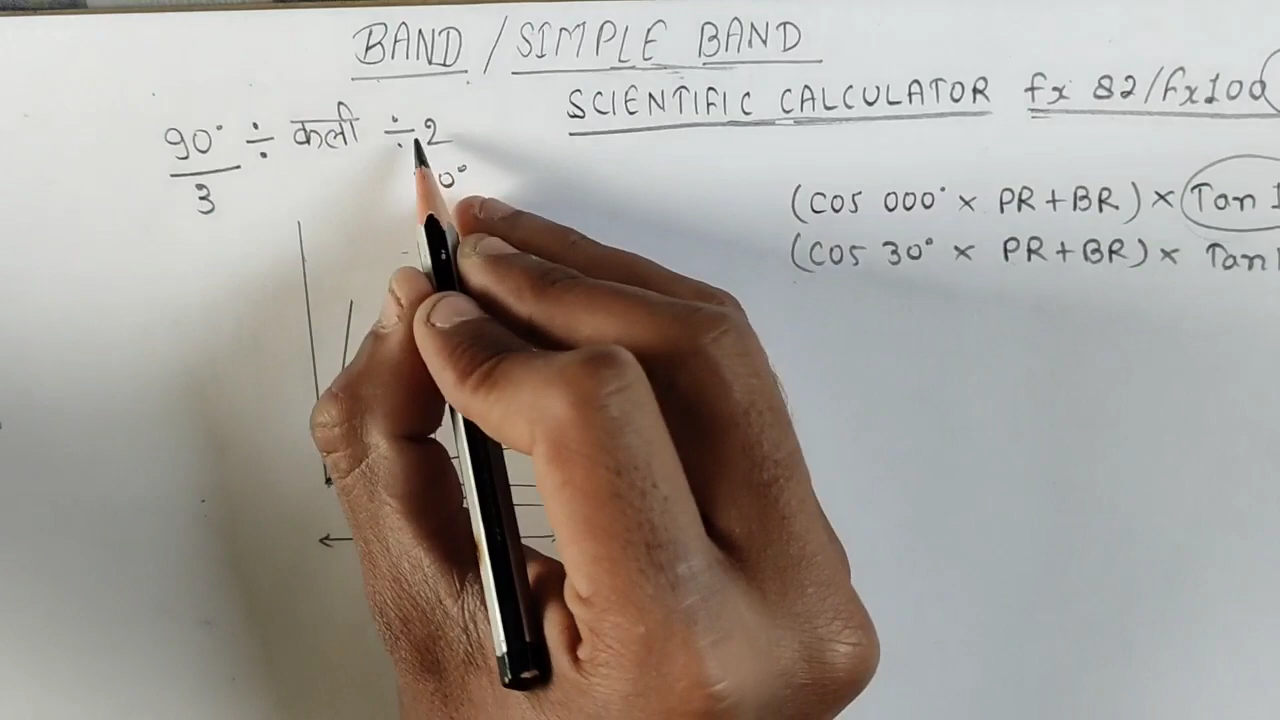 BAND / SIMPLE BAND
SCIENTIFIC CALCULATOR fx 82/fx100
90° ÷ कली ÷ 2
3
0°
(COS 000° × PR + BR) × Tan
(COS 30° × PR + BR) × Tan